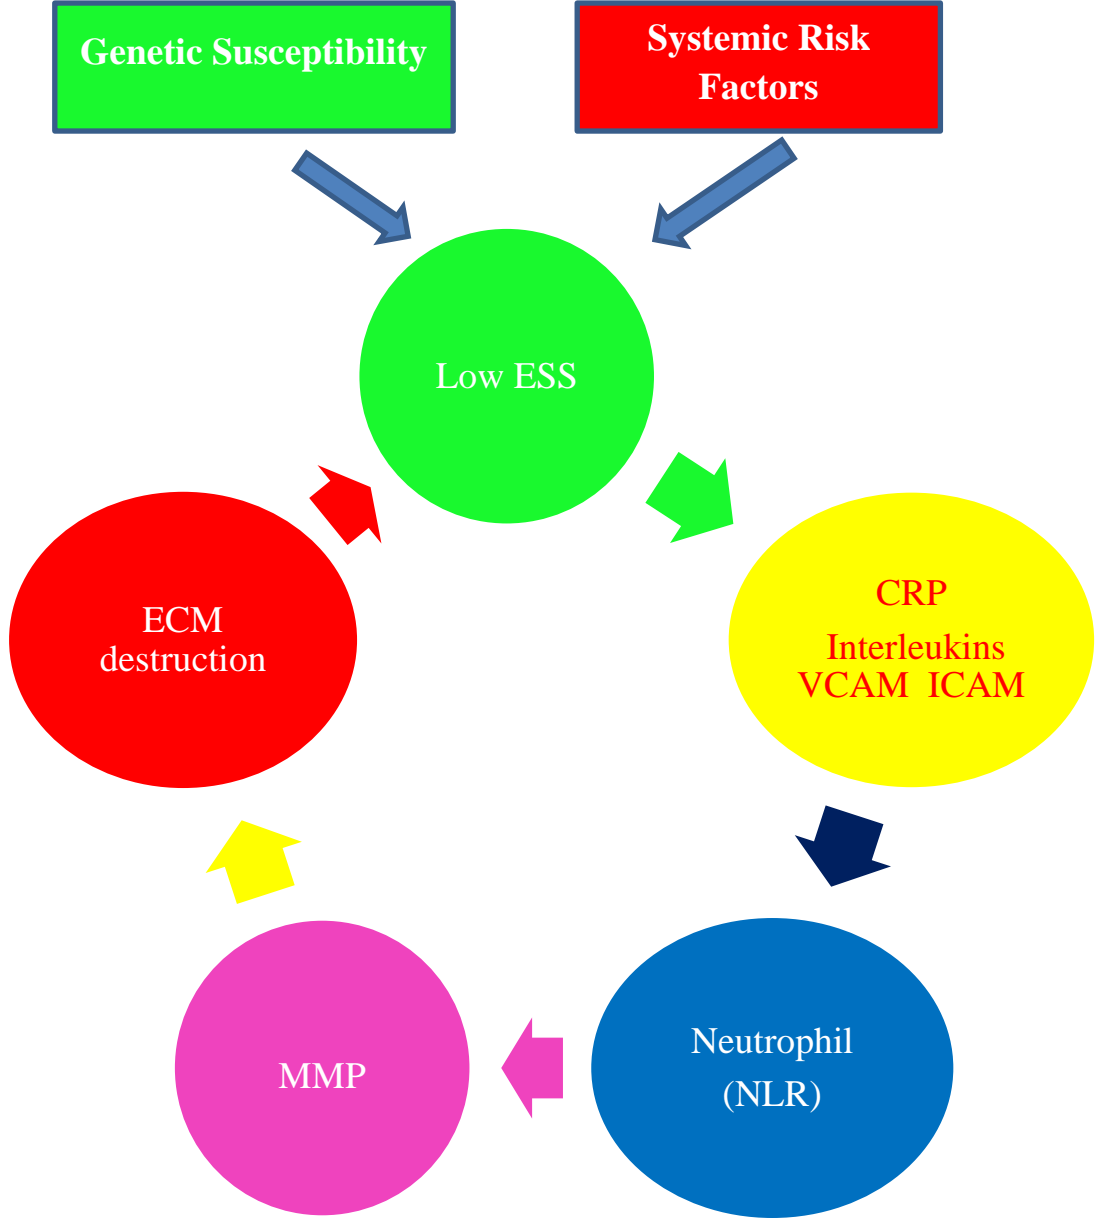 Genetic Susceptibility
Systemic Risk
Factors
Low ESS
CRP
Interleukins
VCAM ICAM
Neutrophil
(NLR)
MMP
ECM
destruction